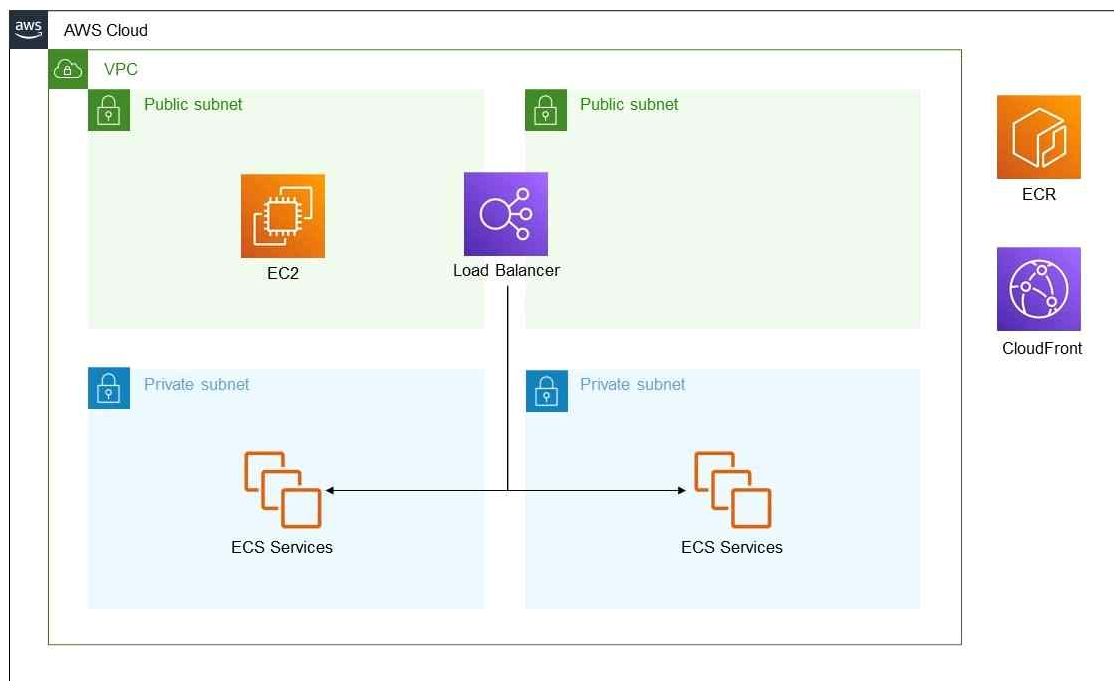 aws
AWS Cloud
VPC
Public subnet
Public subnet
EC2
Load Balancer
ECR
CloudFront
Private subnet
Private subnet
ECS Services
ECS Services